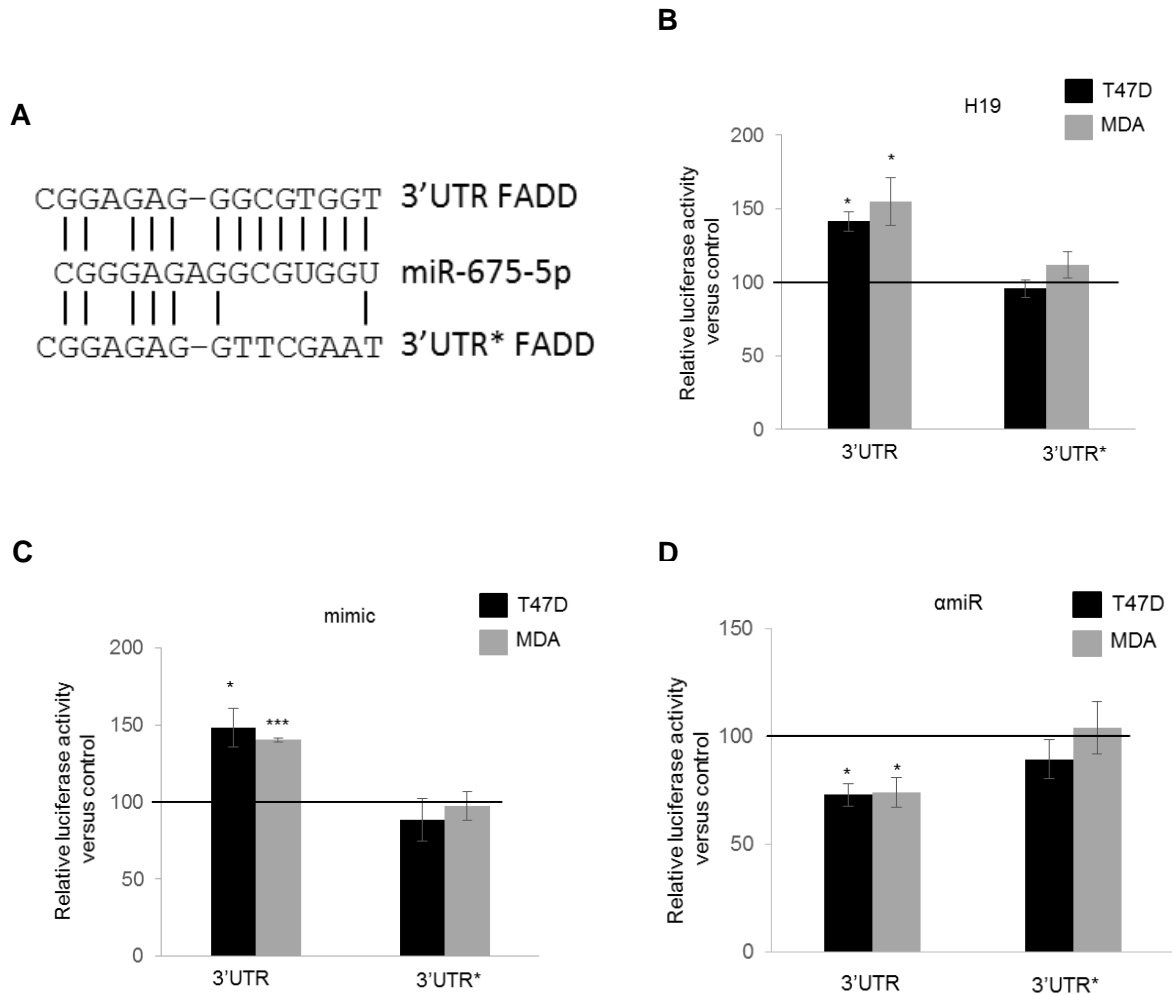 A
CGGAGAG–GGCGTGGT 3'UTR FADD
CGGGAGAGGCGUGGU miR-675-5p
CGGAGAG–GTTCGAAT 3'UTR* FADD
B
H19
T47D
MDA
Relative luciferase activity
versus control
200
150
100
50
0
*
*
3'UTR
3'UTR*
C
mimic
T47D
MDA
Relative luciferase activity
versus control
200
150
100
50
0
*
***
3'UTR
3'UTR*
D
αmiR
T47D
MDA
Relative luciferase activity
versus control
150
100
50
0
*
*
3'UTR
3'UTR*